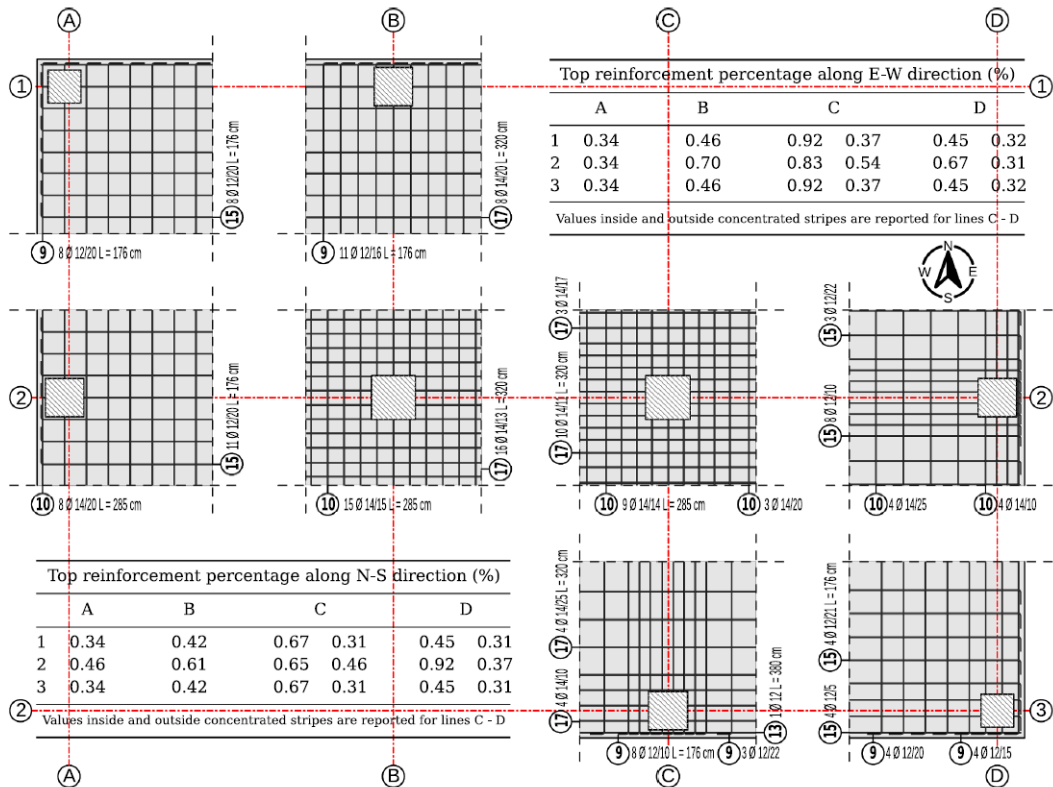 A B C D
1 1
Top reinforcement percentage along E-W direction (%)
A B C D
1 0.34 0.46 0.92 0.37 0.45 0.32
2 0.34 0.70 0.83 0.54 0.67 0.31
3 0.34 0.46 0.92 0.37 0.45 0.32
Values inside and outside concentrated stripes are reported for lines C - D
15 8 Ø 12/20 L = 176 cm
17 8 Ø 14/20 L = 320 cm
9 8 Ø 12/20 L = 176 cm
9 11 Ø 12/16 L = 176 cm
N
W E
S
2 2
15 11 Ø 12/20 L = 176 cm
17 16 Ø 14/13 L = 320 cm
17 3 Ø 14/17
17 10 Ø 14/11 L = 320 cm
15 3 Ø 12/22
15 8 Ø 12/10
10 8 Ø 14/20 L = 285 cm
10 15 Ø 14/15 L = 285 cm
10 9 Ø 14/14 L = 285 cm
10 3 Ø 14/20
10 4 Ø 14/25
10 4 Ø 14/10
Top reinforcement percentage along N-S direction (%)
A B C D
1 0.34 0.42 0.67 0.31 0.45 0.31
2 0.46 0.61 0.65 0.46 0.92 0.37
3 0.34 0.42 0.67 0.31 0.45 0.31
Values inside and outside concentrated stripes are reported for lines C - D
17 4 Ø 14/25 L = 320 cm
17 4 Ø 14/10
13 1 Ø 12 L = 380 cm
15 4 Ø 12/21 L = 176 cm
15 4 Ø 12/5
2 3
9 8 Ø 12/10 L = 176 cm
9 3 Ø 12/22
9 4 Ø 12/20
9 4 Ø 12/15
A B C D